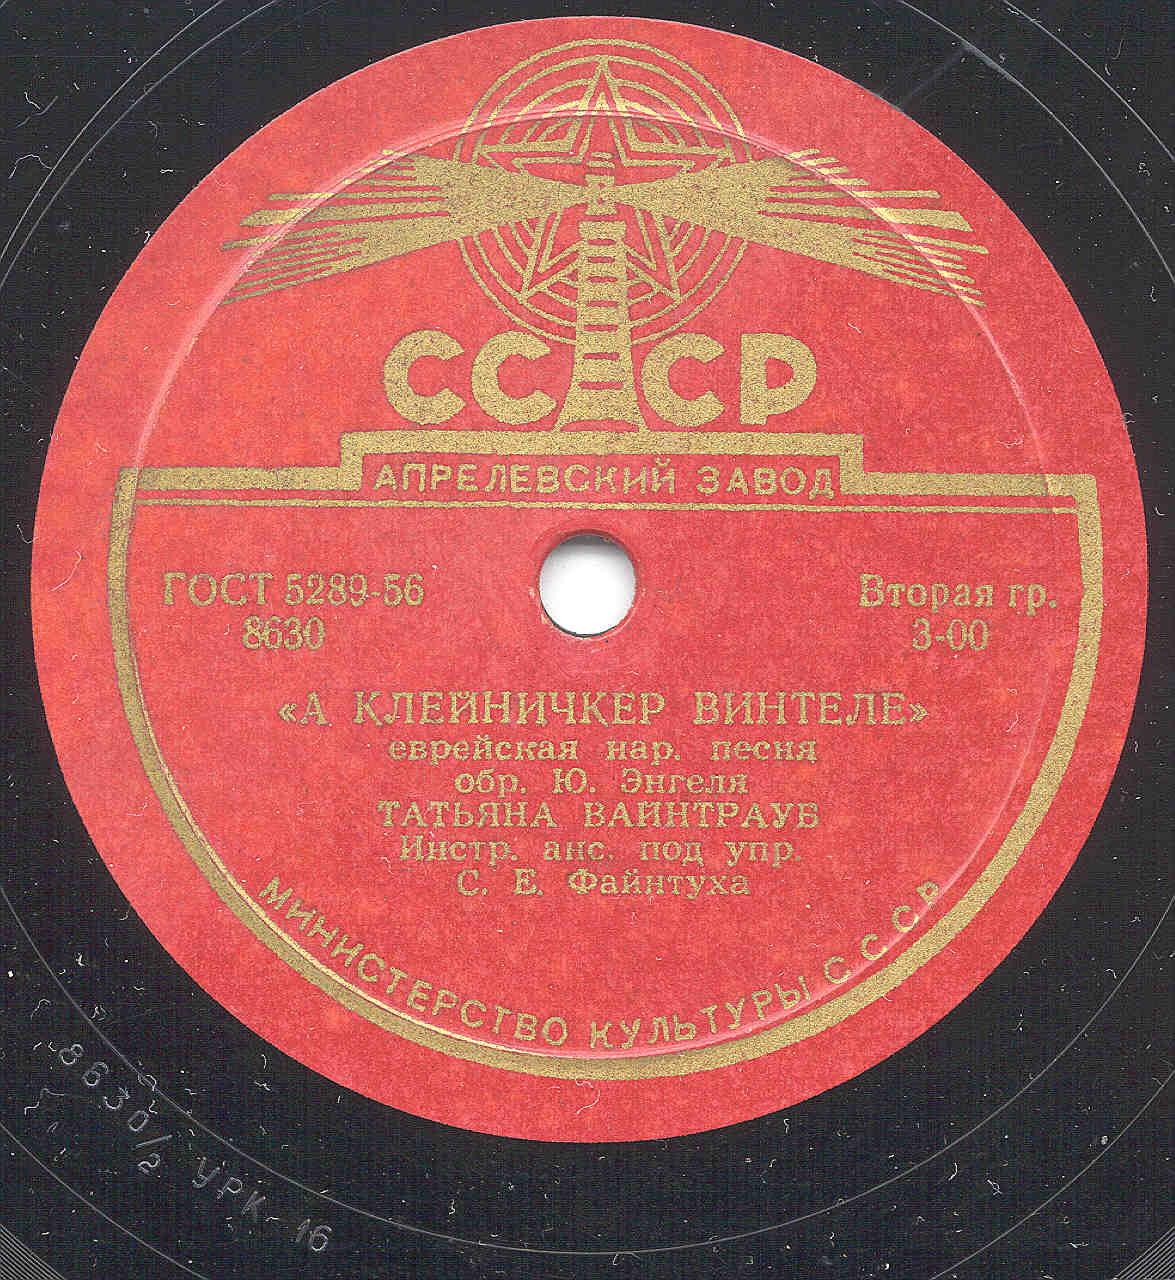 СССР
АПРЕЛЕВСКИЙ ЗАВОД
ГОСТ 5289-56
8630
Вторая гр.
3-00
«А КЛЕЙНИЧКЕР ВИНТЕЛЕ»
еврейская нар. песня
обр. Ю. Энгеля
ТАТЬЯНА ВАЙНТРАУБ
Инстр. анс. под упр.
С. Е. Файнтуха
МИНИСТЕРСТВО КУЛЬТУРЫ СССР
8630/2 УРК-16